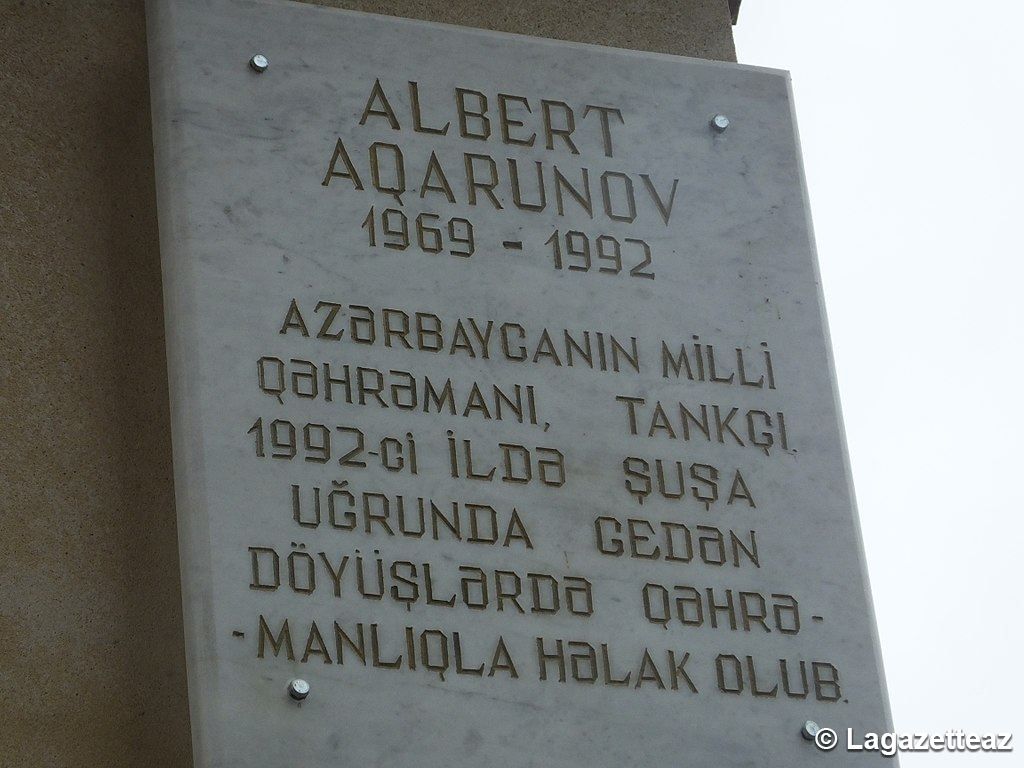 ALBERT
AQARUNOV
1969 - 1992
AZƏRBAYCANIN MİLLİ
QƏHRƏMANI, TANKÇI.
1992-Cİ İLDƏ ŞUŞA
UĞRUNDA GEDƏN
DÖYÜŞLƏRDƏ QƏHRƏ-
-MANLIQLA HƏLAK OLUB.
© Lagazetteaz